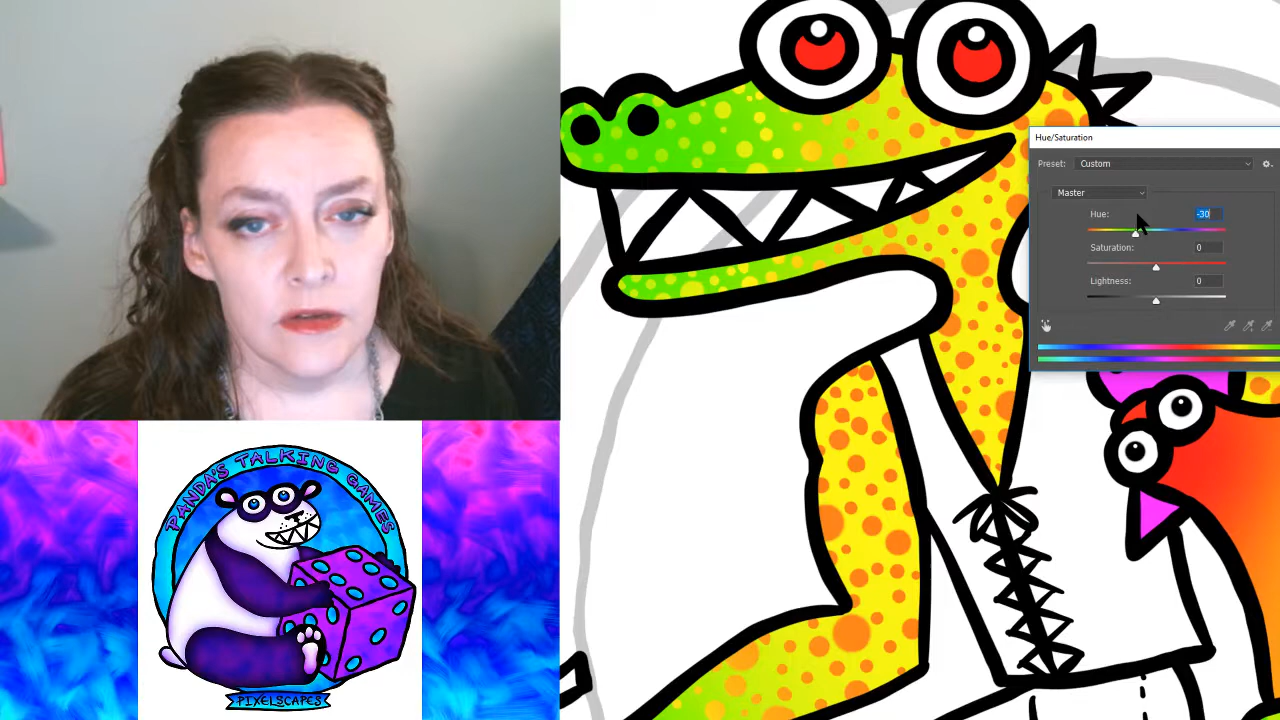 Hue/Saturation
Preset: Custom
Master
Hue: -30
Saturation: 0
Lightness: 0
PANDA'S TALKING GAMES
PIXELSCAPES